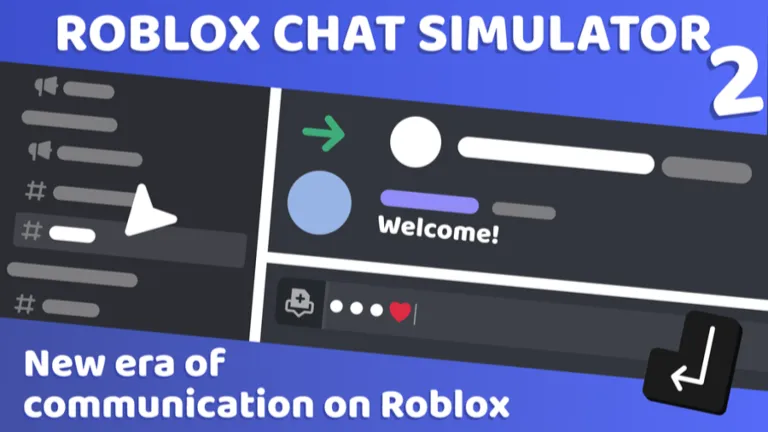 ROBLOX CHAT SIMULATOR
2
Welcome!
New era of
communication on Roblox